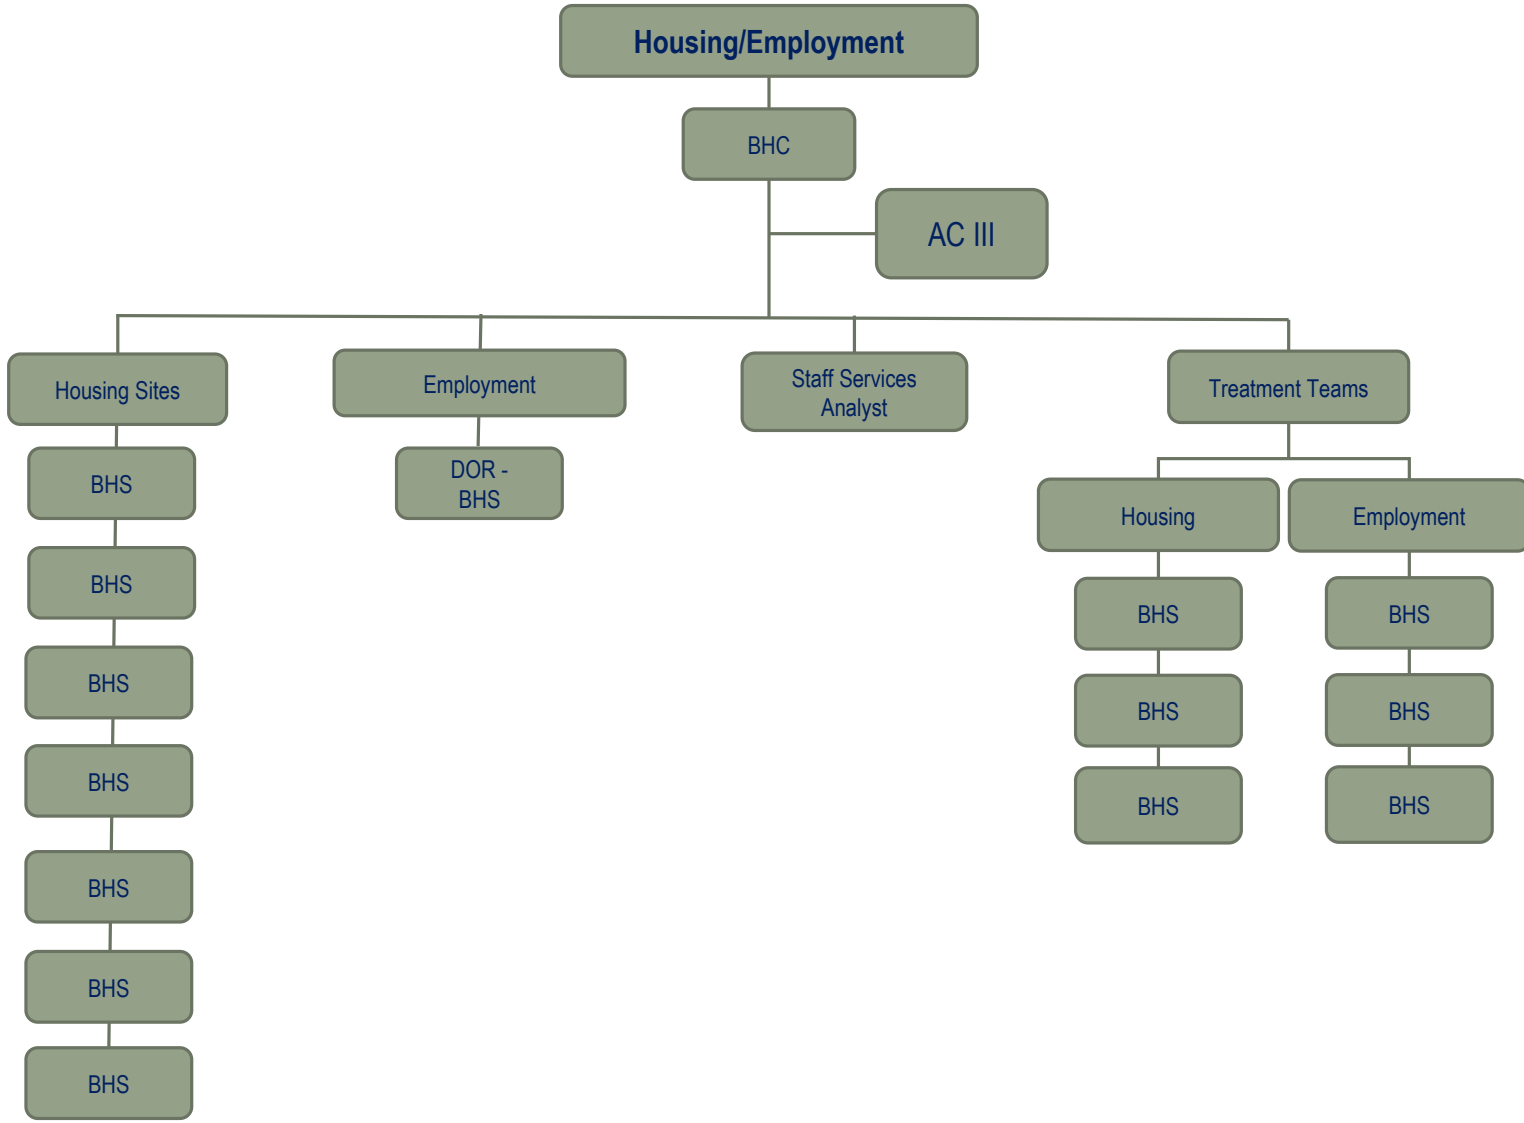 Housing/Employment
BHC
AC III
Housing Sites
Employment
Staff Services
Analyst
Treatment Teams
BHS
BHS
BHS
BHS
BHS
BHS
BHS
DOR -
BHS
Housing
Employment
BHS
BHS
BHS
BHS
BHS
BHS